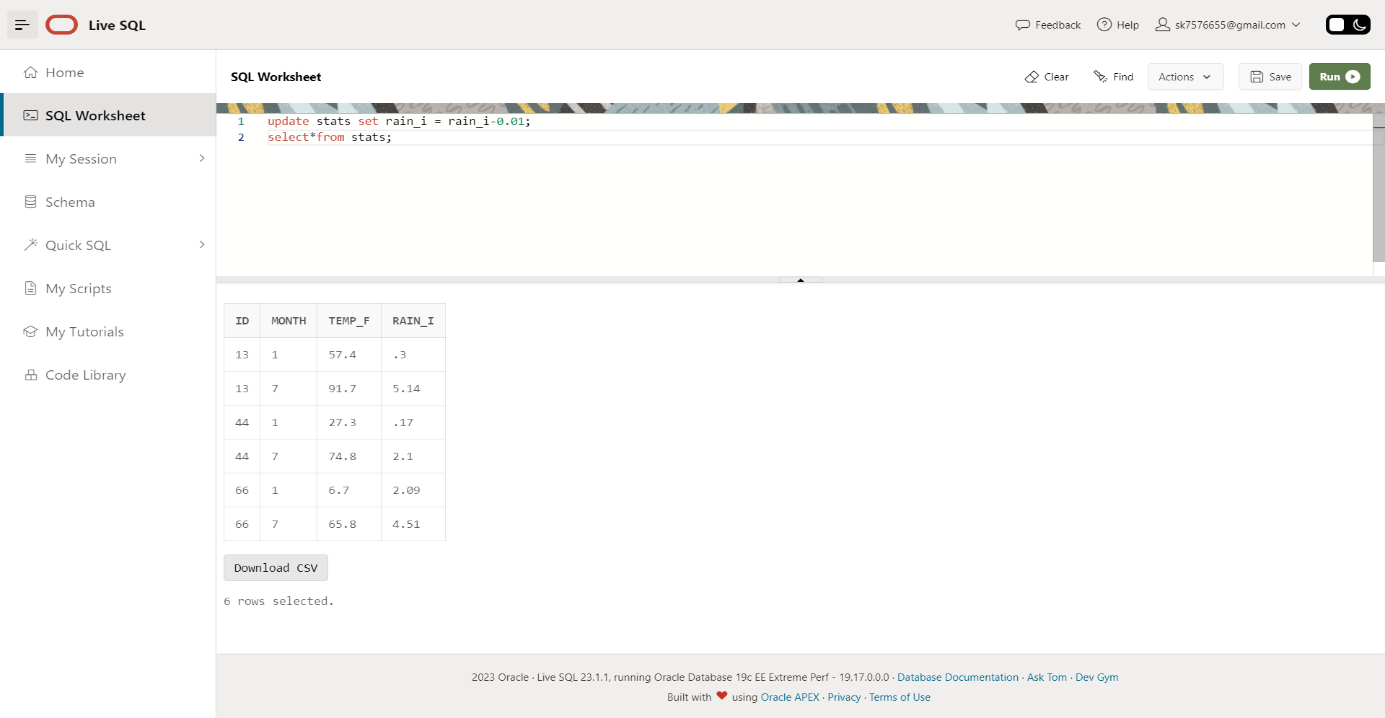 Live SQL
Feedback Help sk7576655@gmail.com
Home
SQL Worksheet
My Session
Schema
Quick SQL
My Scripts
My Tutorials
Code Library
SQL Worksheet
Clear Find Actions Save Run
1 update stats set rain_i = rain_i-0.01;
2 select*from stats;
ID MONTH TEMP_F RAIN_I
13 1 57.4 .3
13 7 91.7 5.14
44 1 27.3 .17
44 7 74.8 2.1
66 1 6.7 2.09
66 7 65.8 4.51
Download CSV
6 rows selected.
2023 Oracle · Live SQL 23.1.1, running Oracle Database 19c EE Extreme Perf - 19.17.0.0.0 · Database Documentation · Ask Tom · Dev Gym
Built with ❤ using Oracle APEX · Privacy · Terms of Use